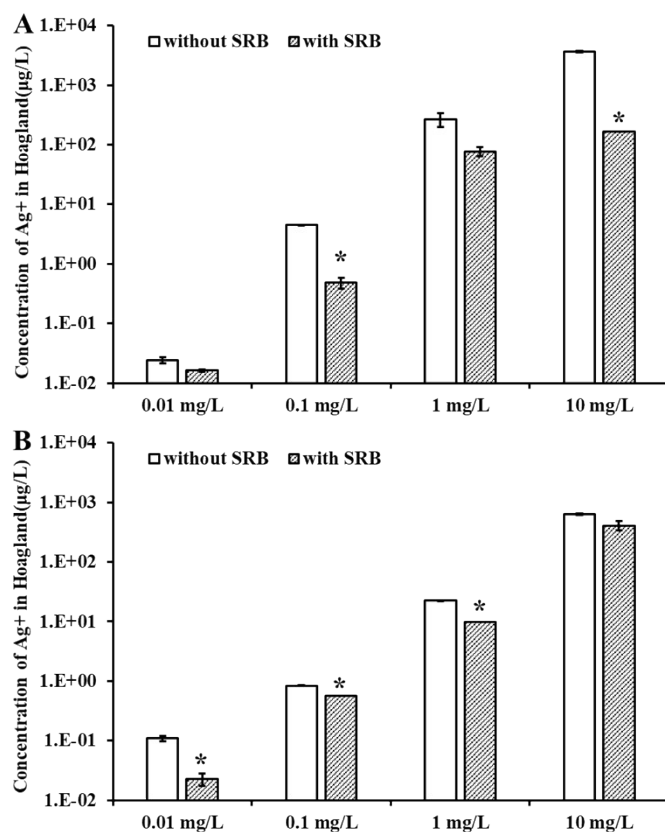 A
1.E+04
1.E+03
1.E+02
1.E+01
1.E+00
1.E-01
1.E-02
Concentration of Ag+ in Hoagland(μg/L)
without SRB with SRB
*
*
0.01 mg/L 0.1 mg/L 1 mg/L 10 mg/L
B
1.E+04
1.E+03
1.E+02
1.E+01
1.E+00
1.E-01
1.E-02
Concentration of Ag+ in Hoagland(μg/L)
without SRB with SRB
*
*
*
0.01 mg/L 0.1 mg/L 1 mg/L 10 mg/L